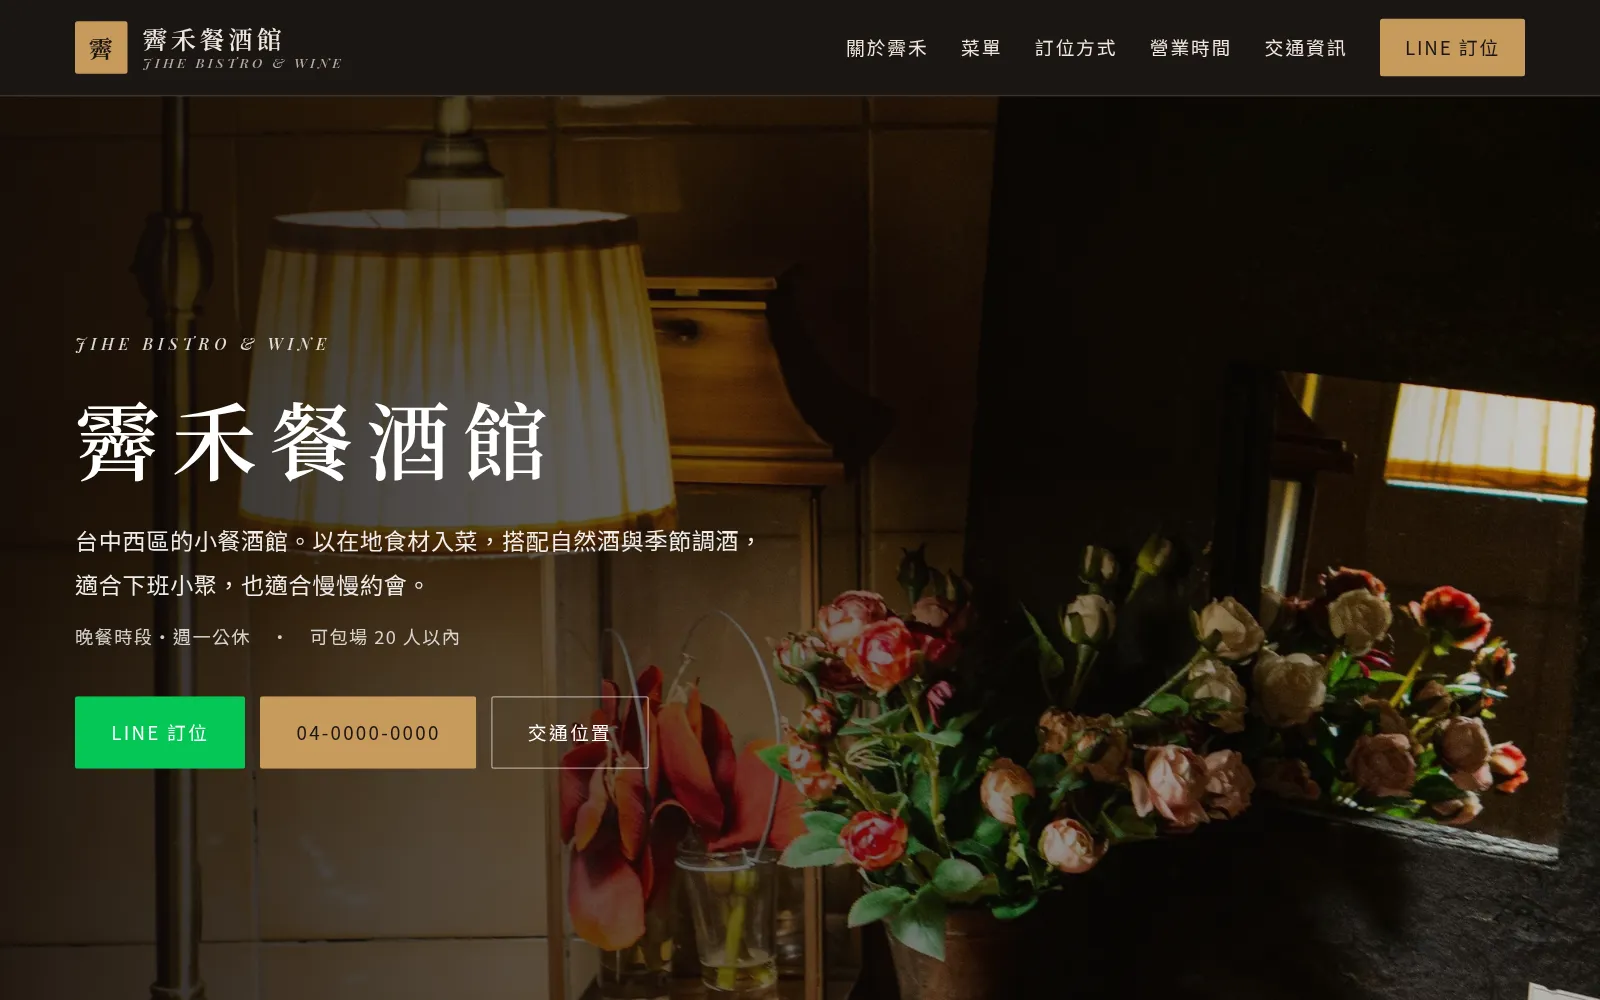 霽
霽禾餐酒館
JIHE BISTRO & WINE
關於霽禾
菜單
訂位方式
營業時間
交通資訊
LINE 訂位
JIHE BISTRO & WINE
霽禾餐酒館
台中西區的小餐酒館。以在地食材入菜，搭配自然酒與季節調酒，
適合下班小聚，也適合慢慢約會。
晚餐時段・週一公休 · 可包場 20 人以內
LINE 訂位
04-0000-0000
交通位置